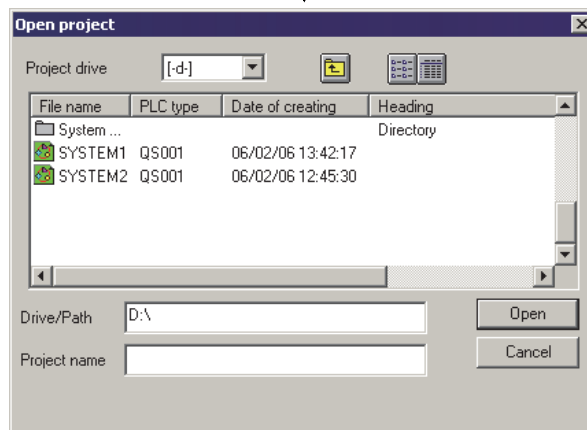 Open project
Project drive [-d-]
File name PLC type Date of creating Heading
System ... Directory
SYSTEM1 QS001 06/02/06 13:42:17
SYSTEM2 QS001 06/02/06 12:45:30
Drive/Path D:\ Open
Project name Cancel